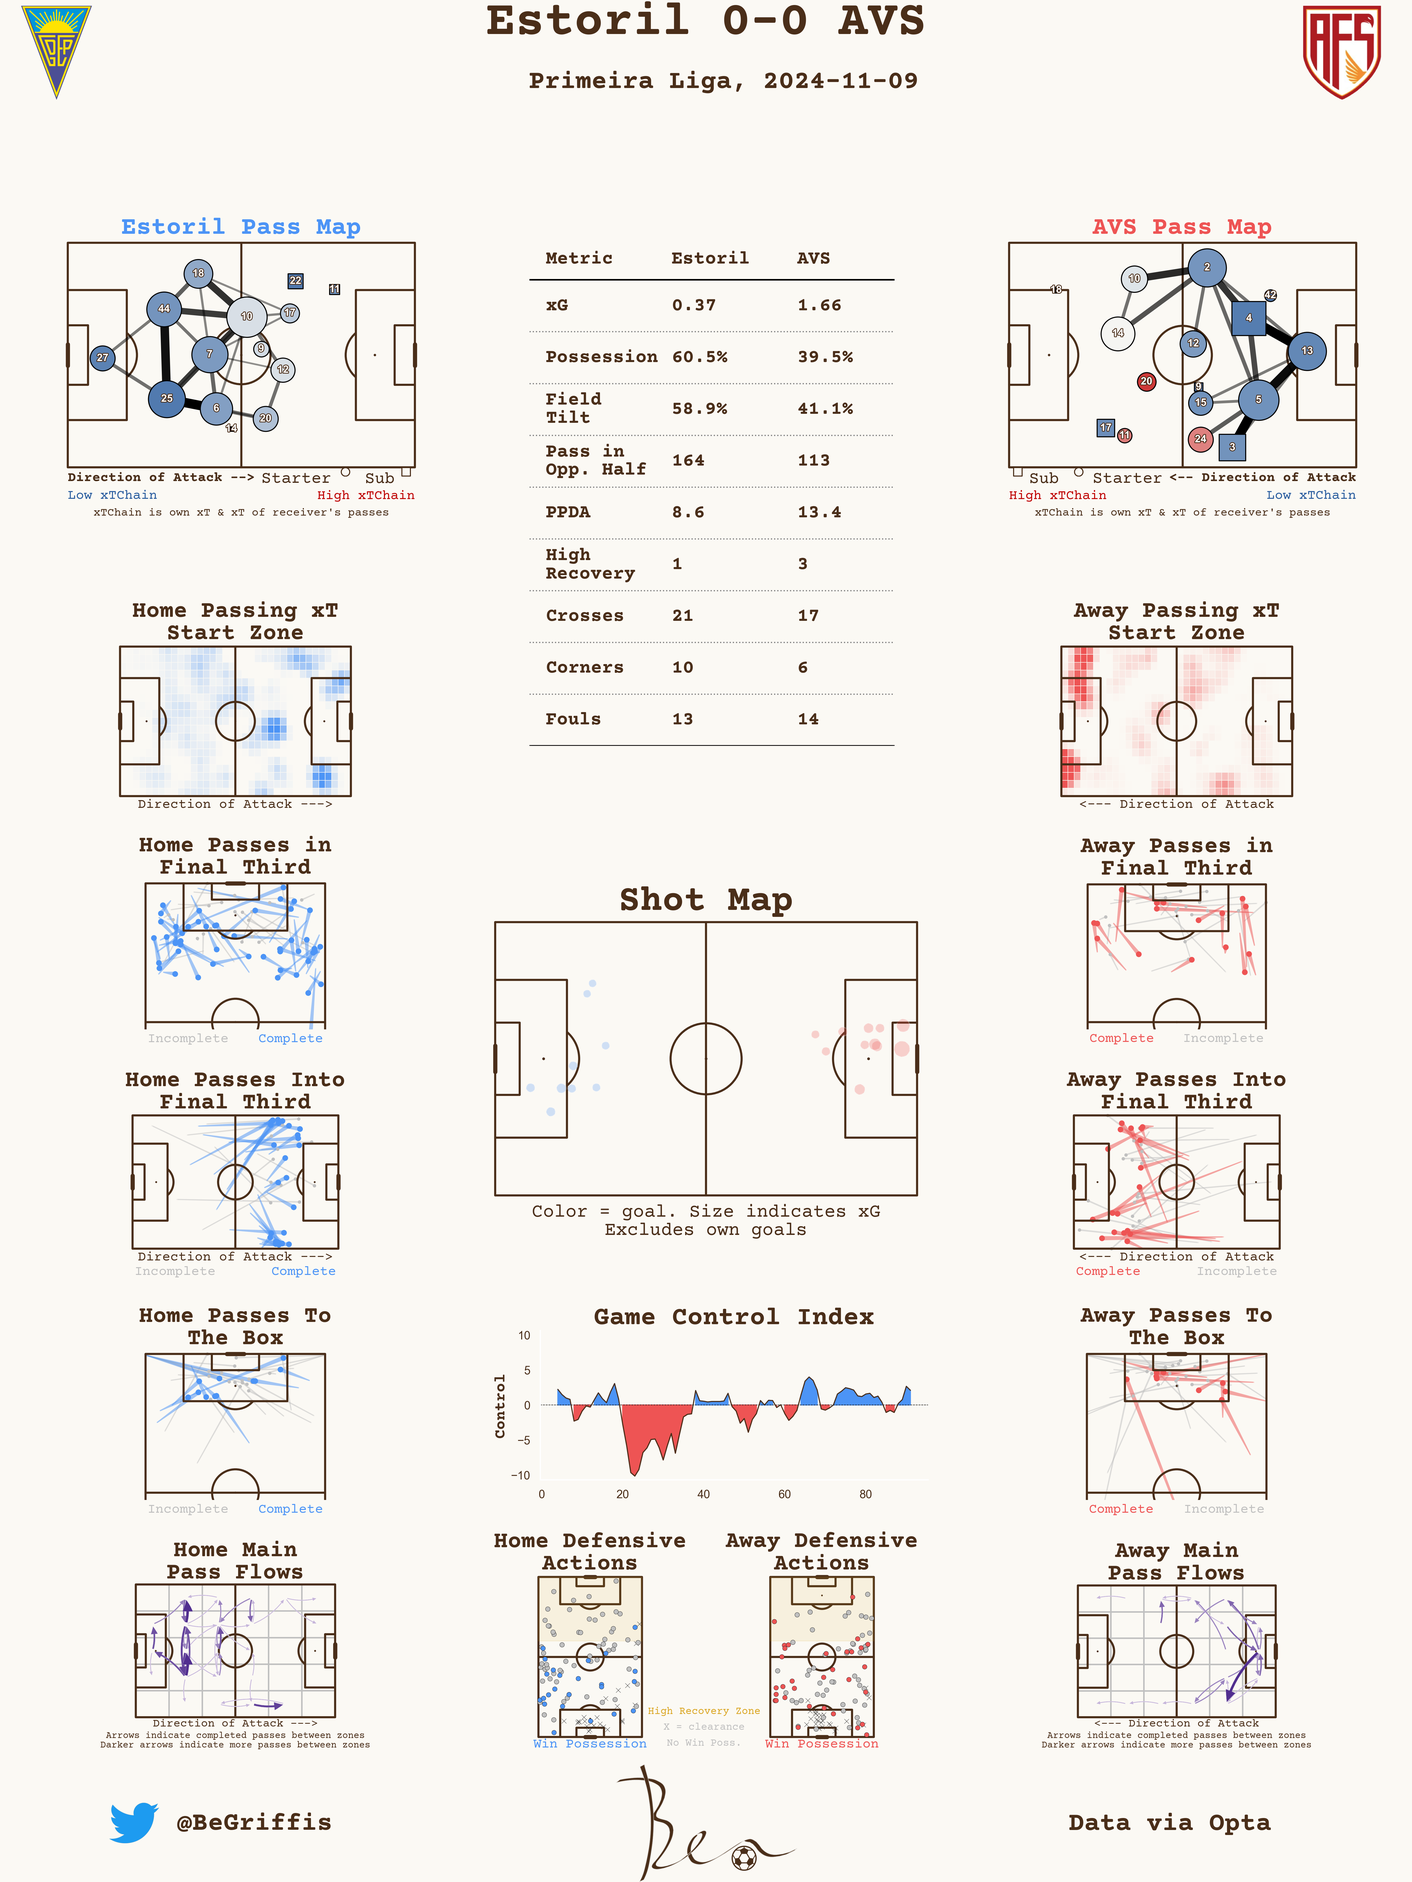 Estoril 0-0 AVS
Primeira Liga, 2024-11-09
AFS
Estoril Pass Map
18
22
11
44
10
17
7
9
27
12
25
6
20
14
Direction of Attack --> Starter Sub
Low xTChain High xTChain
xTChain is own xT & xT of receiver's passes
Metric Estoril AVS
xG 0.37 1.66
Possession 60.5% 39.5%
Field
Tilt 58.9% 41.1%
Pass in
Opp. Half 164 113
PPDA 8.6 13.4
High
Recovery 1 3
Crosses 21 17
Corners 10 6
Fouls 13 14
AVS Pass Map
2
10
18
42
4
14
12
13
20
9
15
5
17
11
24
3
Sub Starter <-- Direction of Attack
High xTChain Low xTChain
xTChain is own xT & xT of receiver's passes
Home Passing xT
Start Zone
Direction of Attack --->
Away Passing xT
Start Zone
<--- Direction of Attack
Home Passes in
Final Third
Incomplete Complete
Away Passes in
Final Third
Complete Incomplete
Shot Map
Color = goal. Size indicates xG
Excludes own goals
Home Passes Into
Final Third
Direction of Attack --->
Incomplete Complete
Away Passes Into
Final Third
<--- Direction of Attack
Complete Incomplete
Home Passes To
The Box
Incomplete Complete
Game Control Index
Control
10
5
0
−5
−10
0 20 40 60 80
Away Passes To
The Box
Complete Incomplete
Home Main
Pass Flows
Direction of Attack --->
Arrows indicate completed passes between zones
Darker arrows indicate more passes between zones
Home Defensive
Actions
Win Possession
High Recovery Zone
X = clearance
No Win Poss.
Away Defensive
Actions
Win Possession
Away Main
Pass Flows
<--- Direction of Attack
Arrows indicate completed passes between zones
Darker arrows indicate more passes between zones
@BeGriffis
Ben
Data via Opta